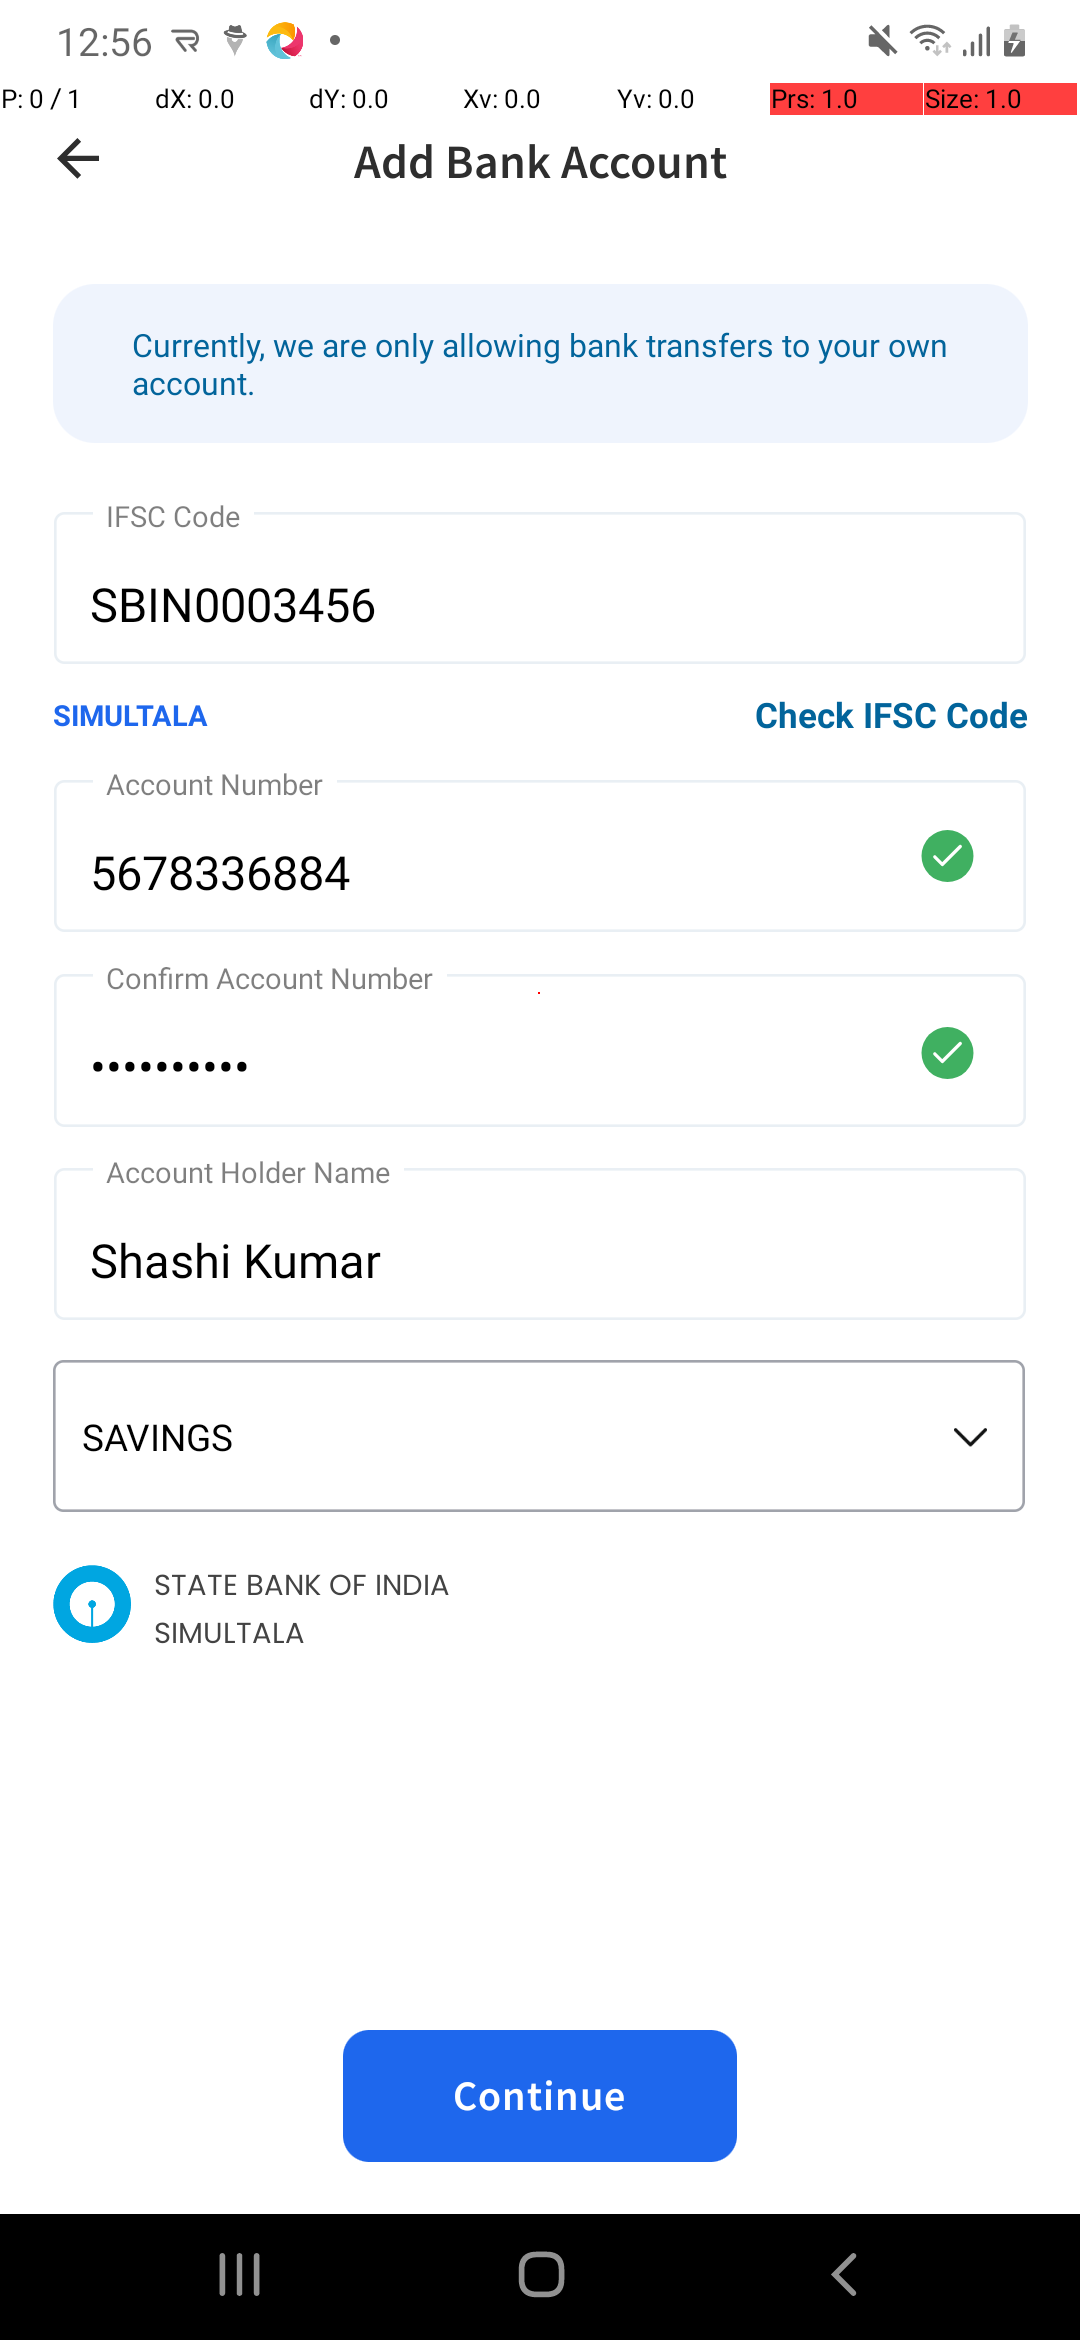 12:56
P: 0 / 1 dX: 0.0 dY: 0.0 Xv: 0.0 Yv: 0.0 Prs: 1.0 Size: 1.0
Add Bank Account
Currently, we are only allowing bank transfers to your own
account.
IFSC Code
SBIN0003456
SIMULTALA Check IFSC Code
Account Number
5678336884
Confirm Account Number
••••••••••
Account Holder Name
Shashi Kumar
SAVINGS
STATE BANK OF INDIA
SIMULTALA
Continue